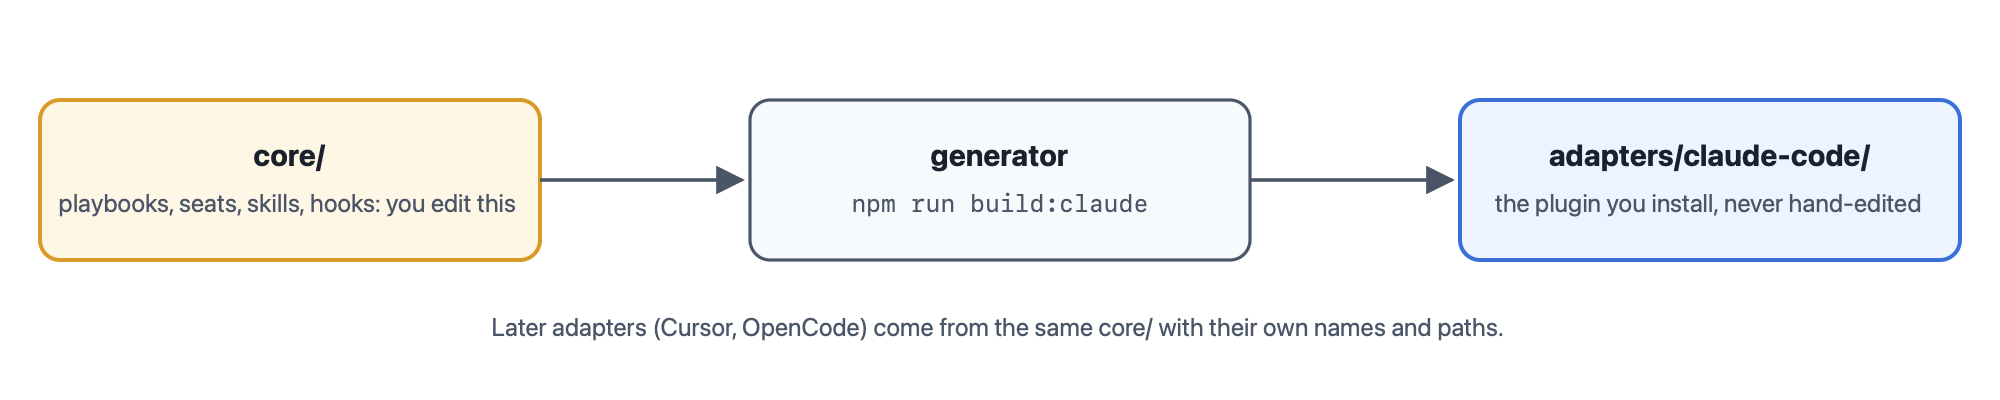 core/
playbooks, seats, skills, hooks: you edit this
generator
npm run build:claude
adapters/claude-code/
the plugin you install, never hand-edited
Later adapters (Cursor, OpenCode) come from the same core/ with their own names and paths.